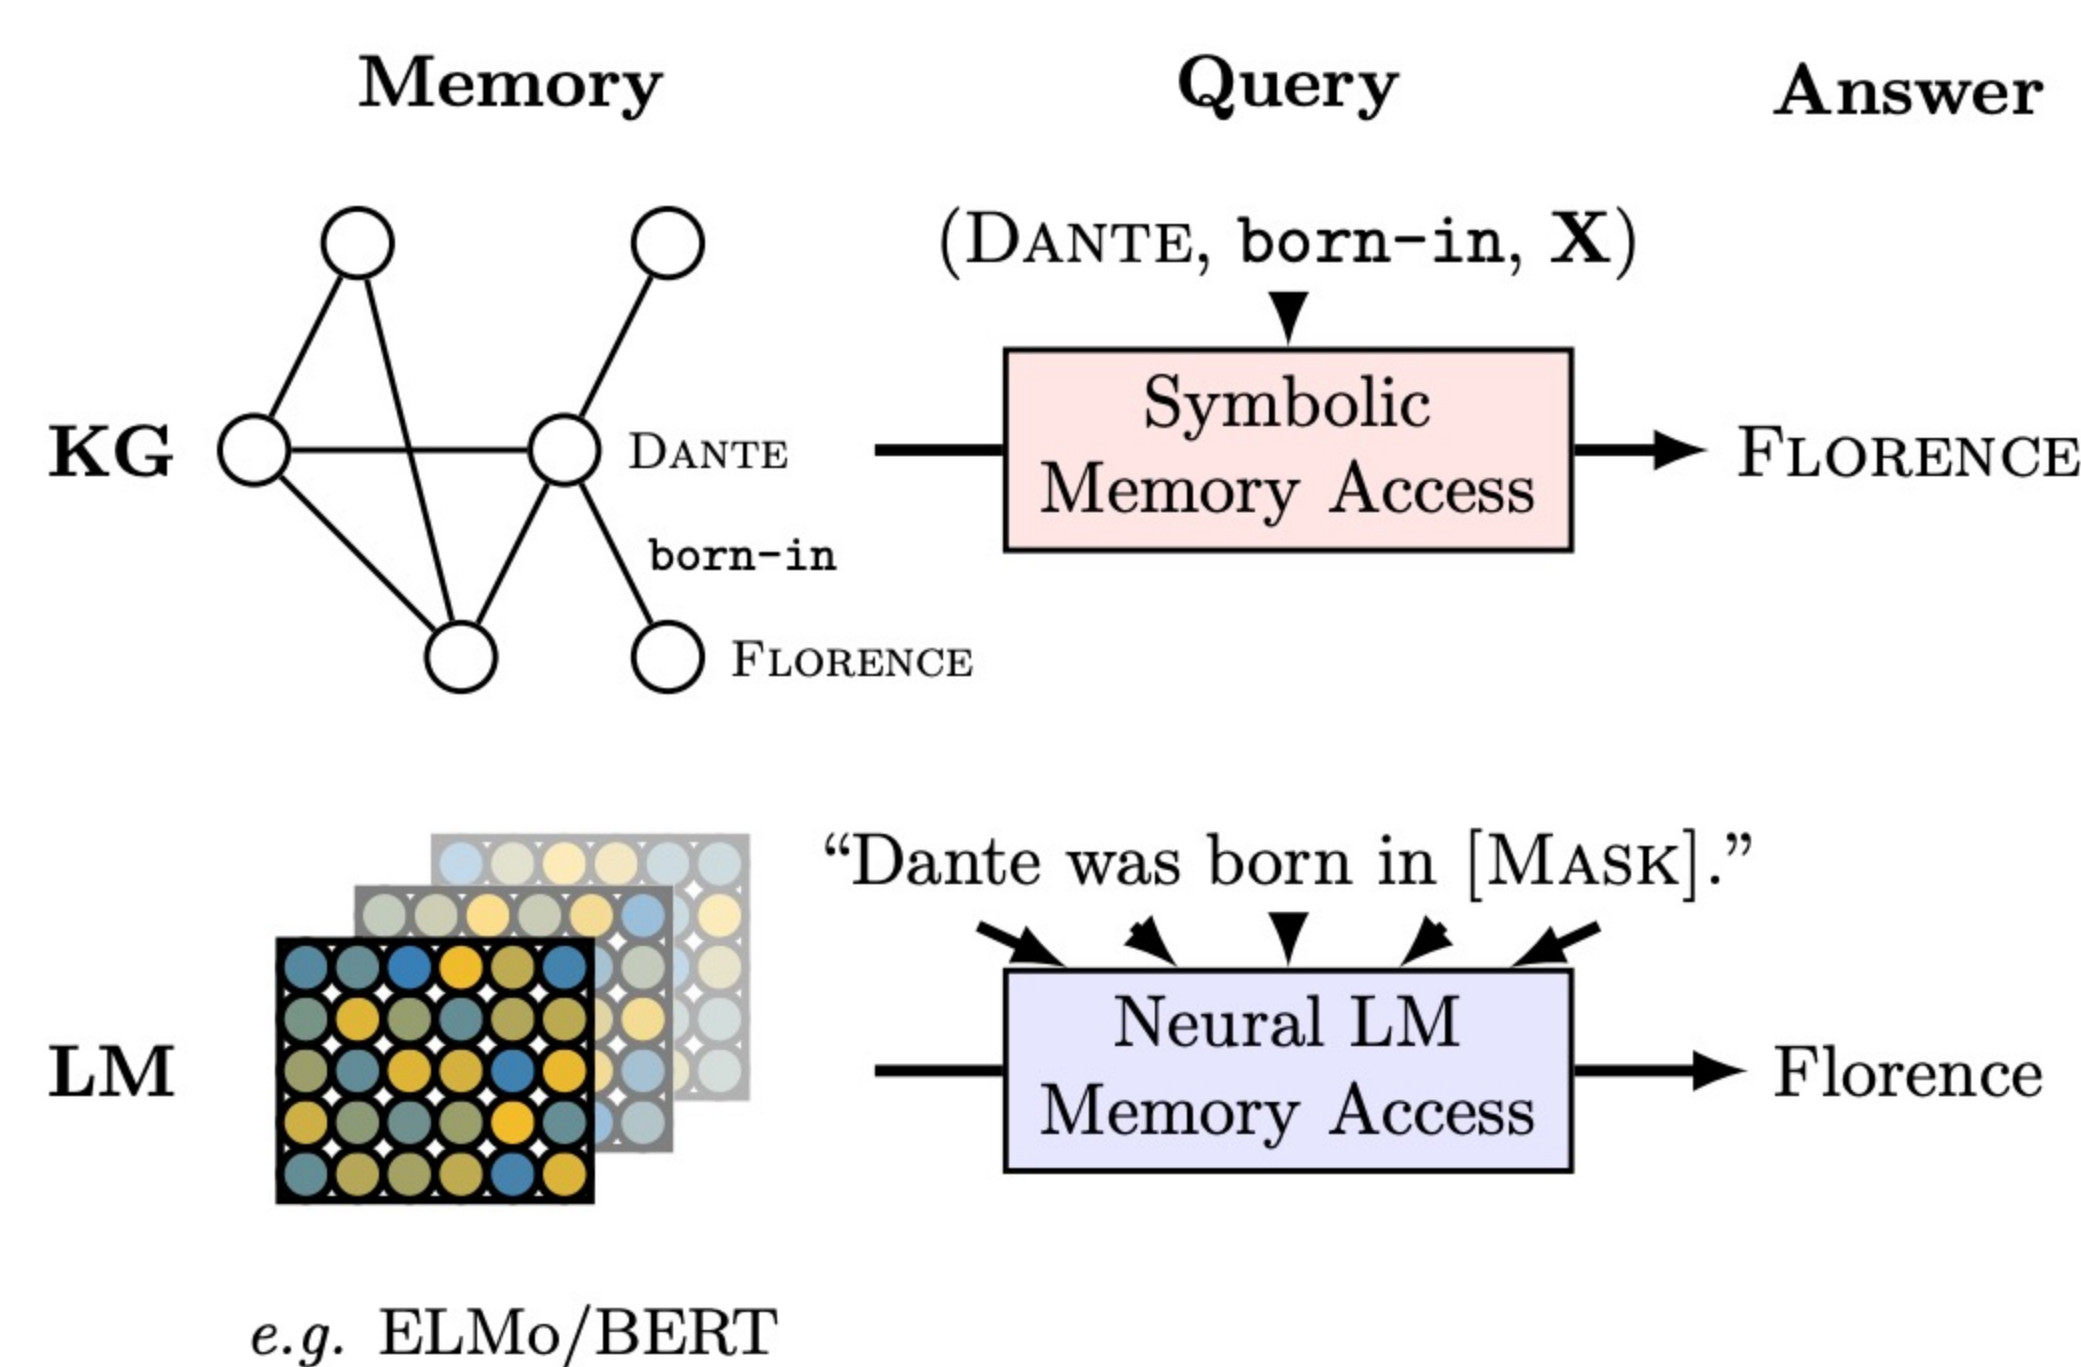 Memory Query Answer
(DANTE, born-in, X)
KG
DANTE
born-in
FLORENCE
Symbolic
Memory Access
FLORENCE
“Dante was born in [MASK].”
LM
Neural LM
Memory Access
Florence
e.g. ELMo/BERT